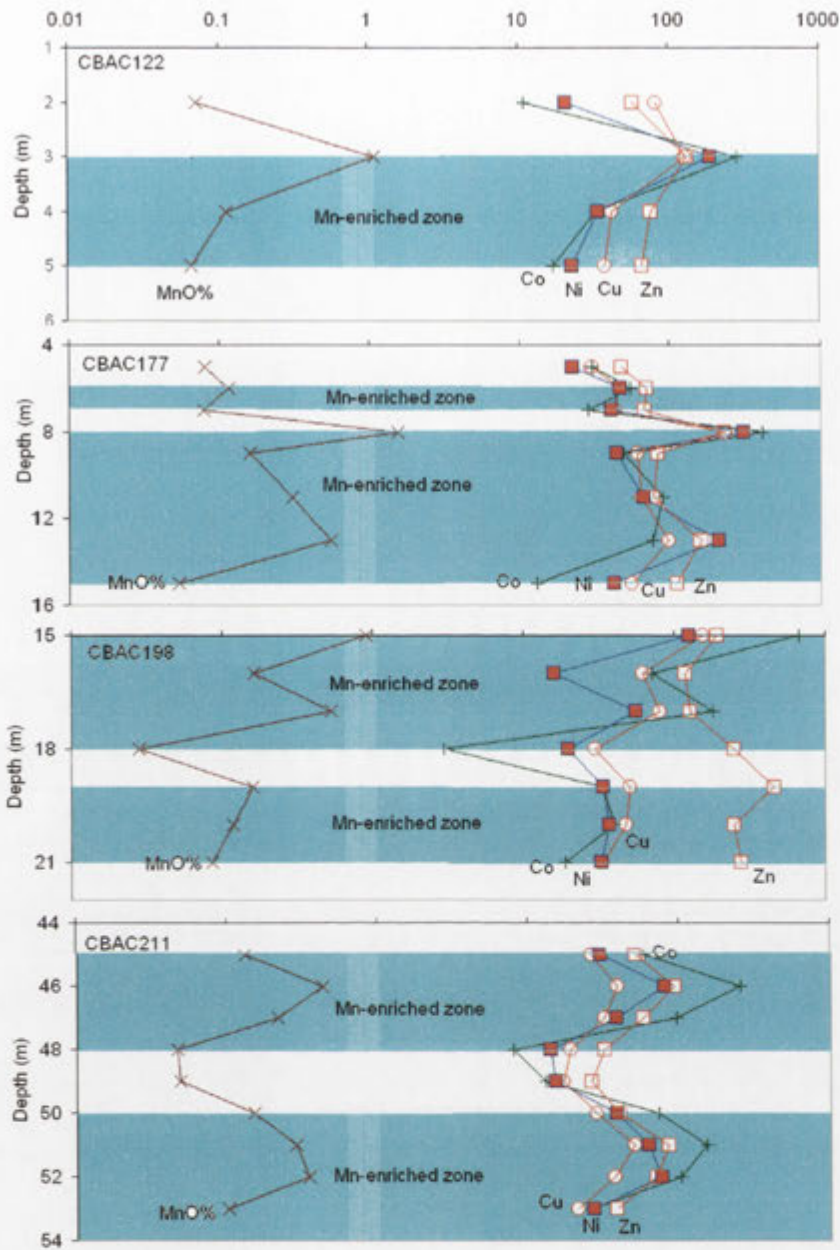 0.01 0.1 1 10 100 1000
1
CBAC122
2
3
Depth (m)
4
Mn-enriched zone
5
MnO% Co Ni Cu Zn
6
4
CBAC177
6
8
Depth (m)
Mn-enriched zone
12
MnO% Co Ni Cu Zn
16
15
CBAC198
Mn-enriched zone
18
Depth (m)
Mn-enriched zone
Cu
21
MnO% Co Ni Zn
44
CBAC211
Co
46
Mn-enriched zone
48
Depth (m)
50
52
Mn-enriched zone
MnO% Cu Ni Zn
54